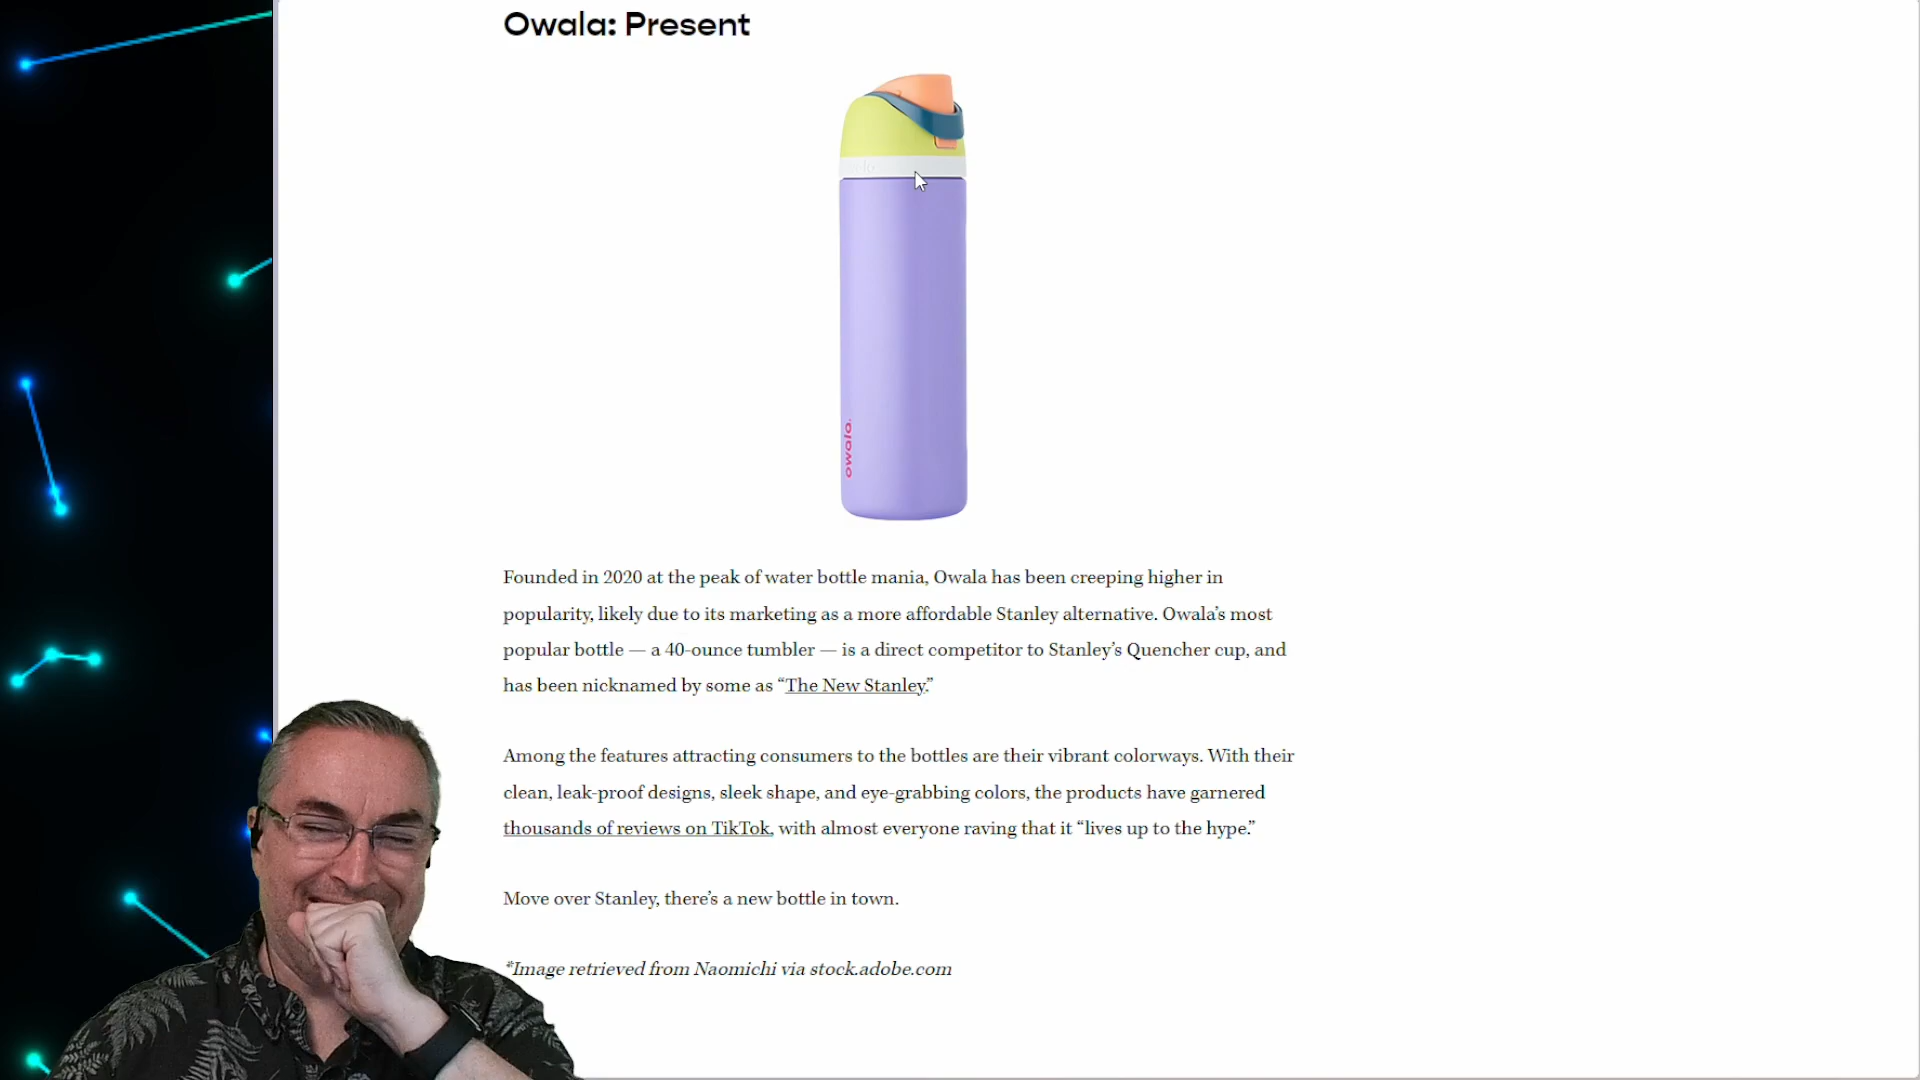 Owala: Present
owala.
Founded in 2020 at the peak of water bottle mania, Owala has been creeping higher in
popularity, likely due to its marketing as a more affordable Stanley alternative. Owala’s most
popular bottle — a 40-ounce tumbler — is a direct competitor to Stanley’s Quencher cup, and
has been nicknamed by some as “The New Stanley.”
Among the features attracting consumers to the bottles are their vibrant colorways. With their
clean, leak-proof designs, sleek shape, and eye-grabbing colors, the products have garnered
thousands of reviews on TikTok, with almost everyone raving that it “lives up to the hype.”
Move over Stanley, there’s a new bottle in town.
*Image retrieved from Naomichi via stock.adobe.com